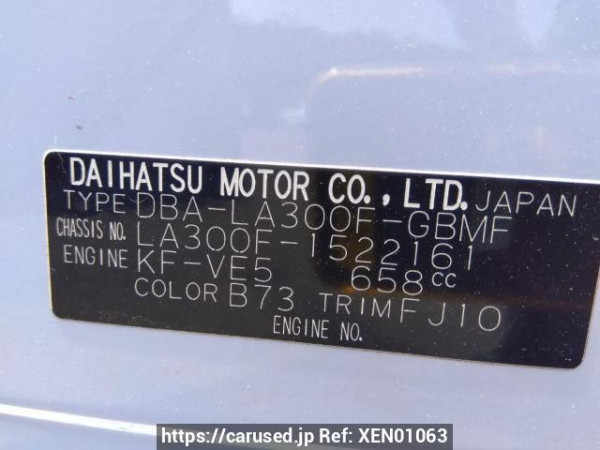 DAIHATSU MOTOR CO., LTD. JAPAN
TYPE DBA-LA300F-GBMF
CHASSIS NO. LA300F-1522161
ENGINE KF-VE5 658cc
COLOR B73 TRIM FJ10
ENGINE NO.
https://carused.jp Ref: XEN01063